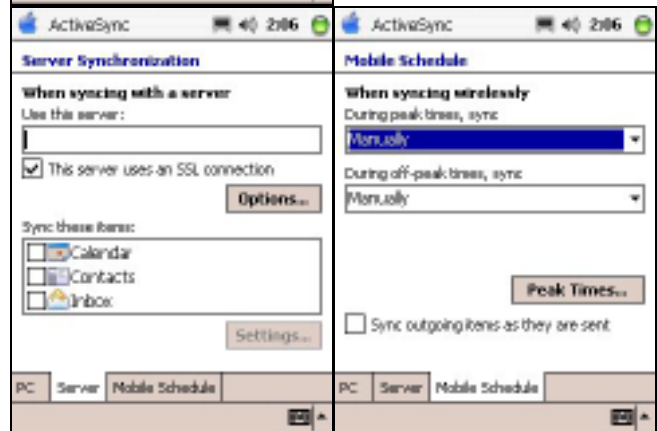 ActiveSync 2:06
Server Synchronization
When syncing with a server
Use this server:
This server uses an SSL connection
Options...
Sync these items:
Calendar
Contacts
Inbox
Settings...
PC Server Mobile Schedule
ActiveSync 2:06
Mobile Schedule
When syncing wirelessly
During peak times, sync
Manually
During off-peak times, sync
Manually
Peak Times...
Sync outgoing items as they are sent
PC Server Mobile Schedule